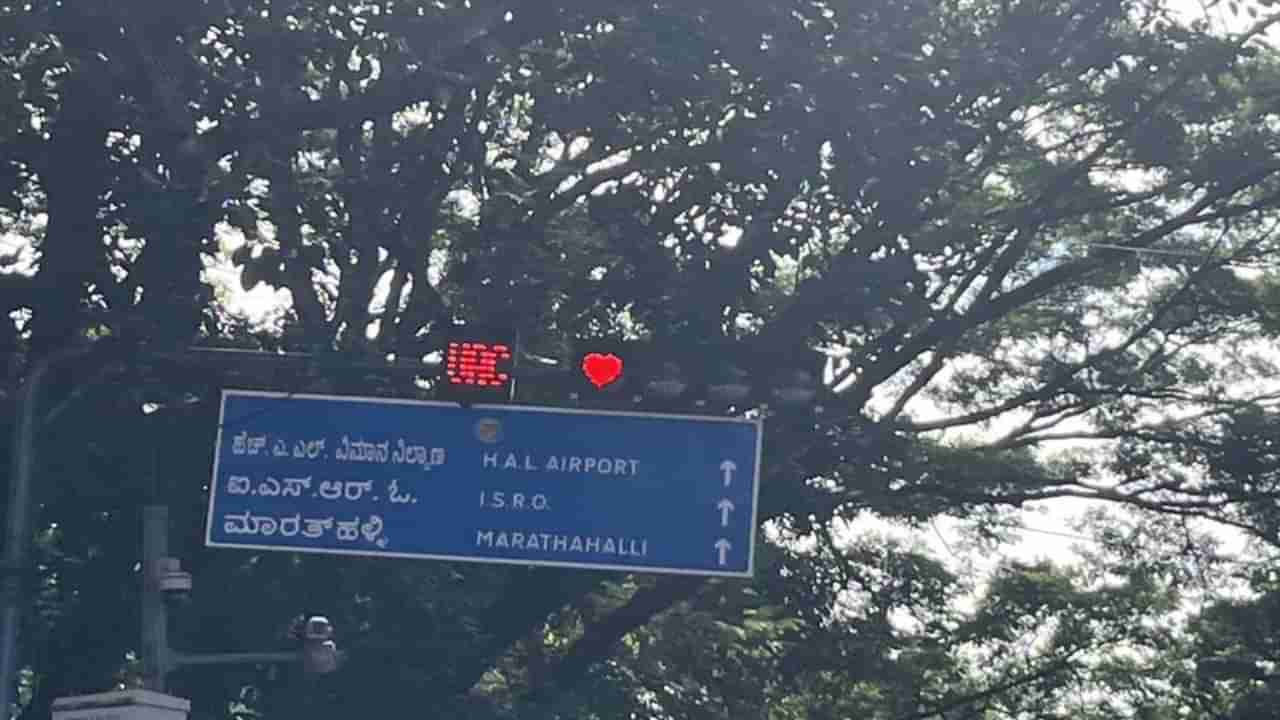 ಹೆಚ್. ಎ. ಎಲ್. ವಿಮಾನ ನಿಲ್ದಾಣ H.A.L AIRPORT ↑
ಐ.ಎಸ್.ಆರ್. ಓ. I.S.R.O. ↑
ಮಾರತ್ ಹಳ್ಳಿ MARATHAHALLI ↑